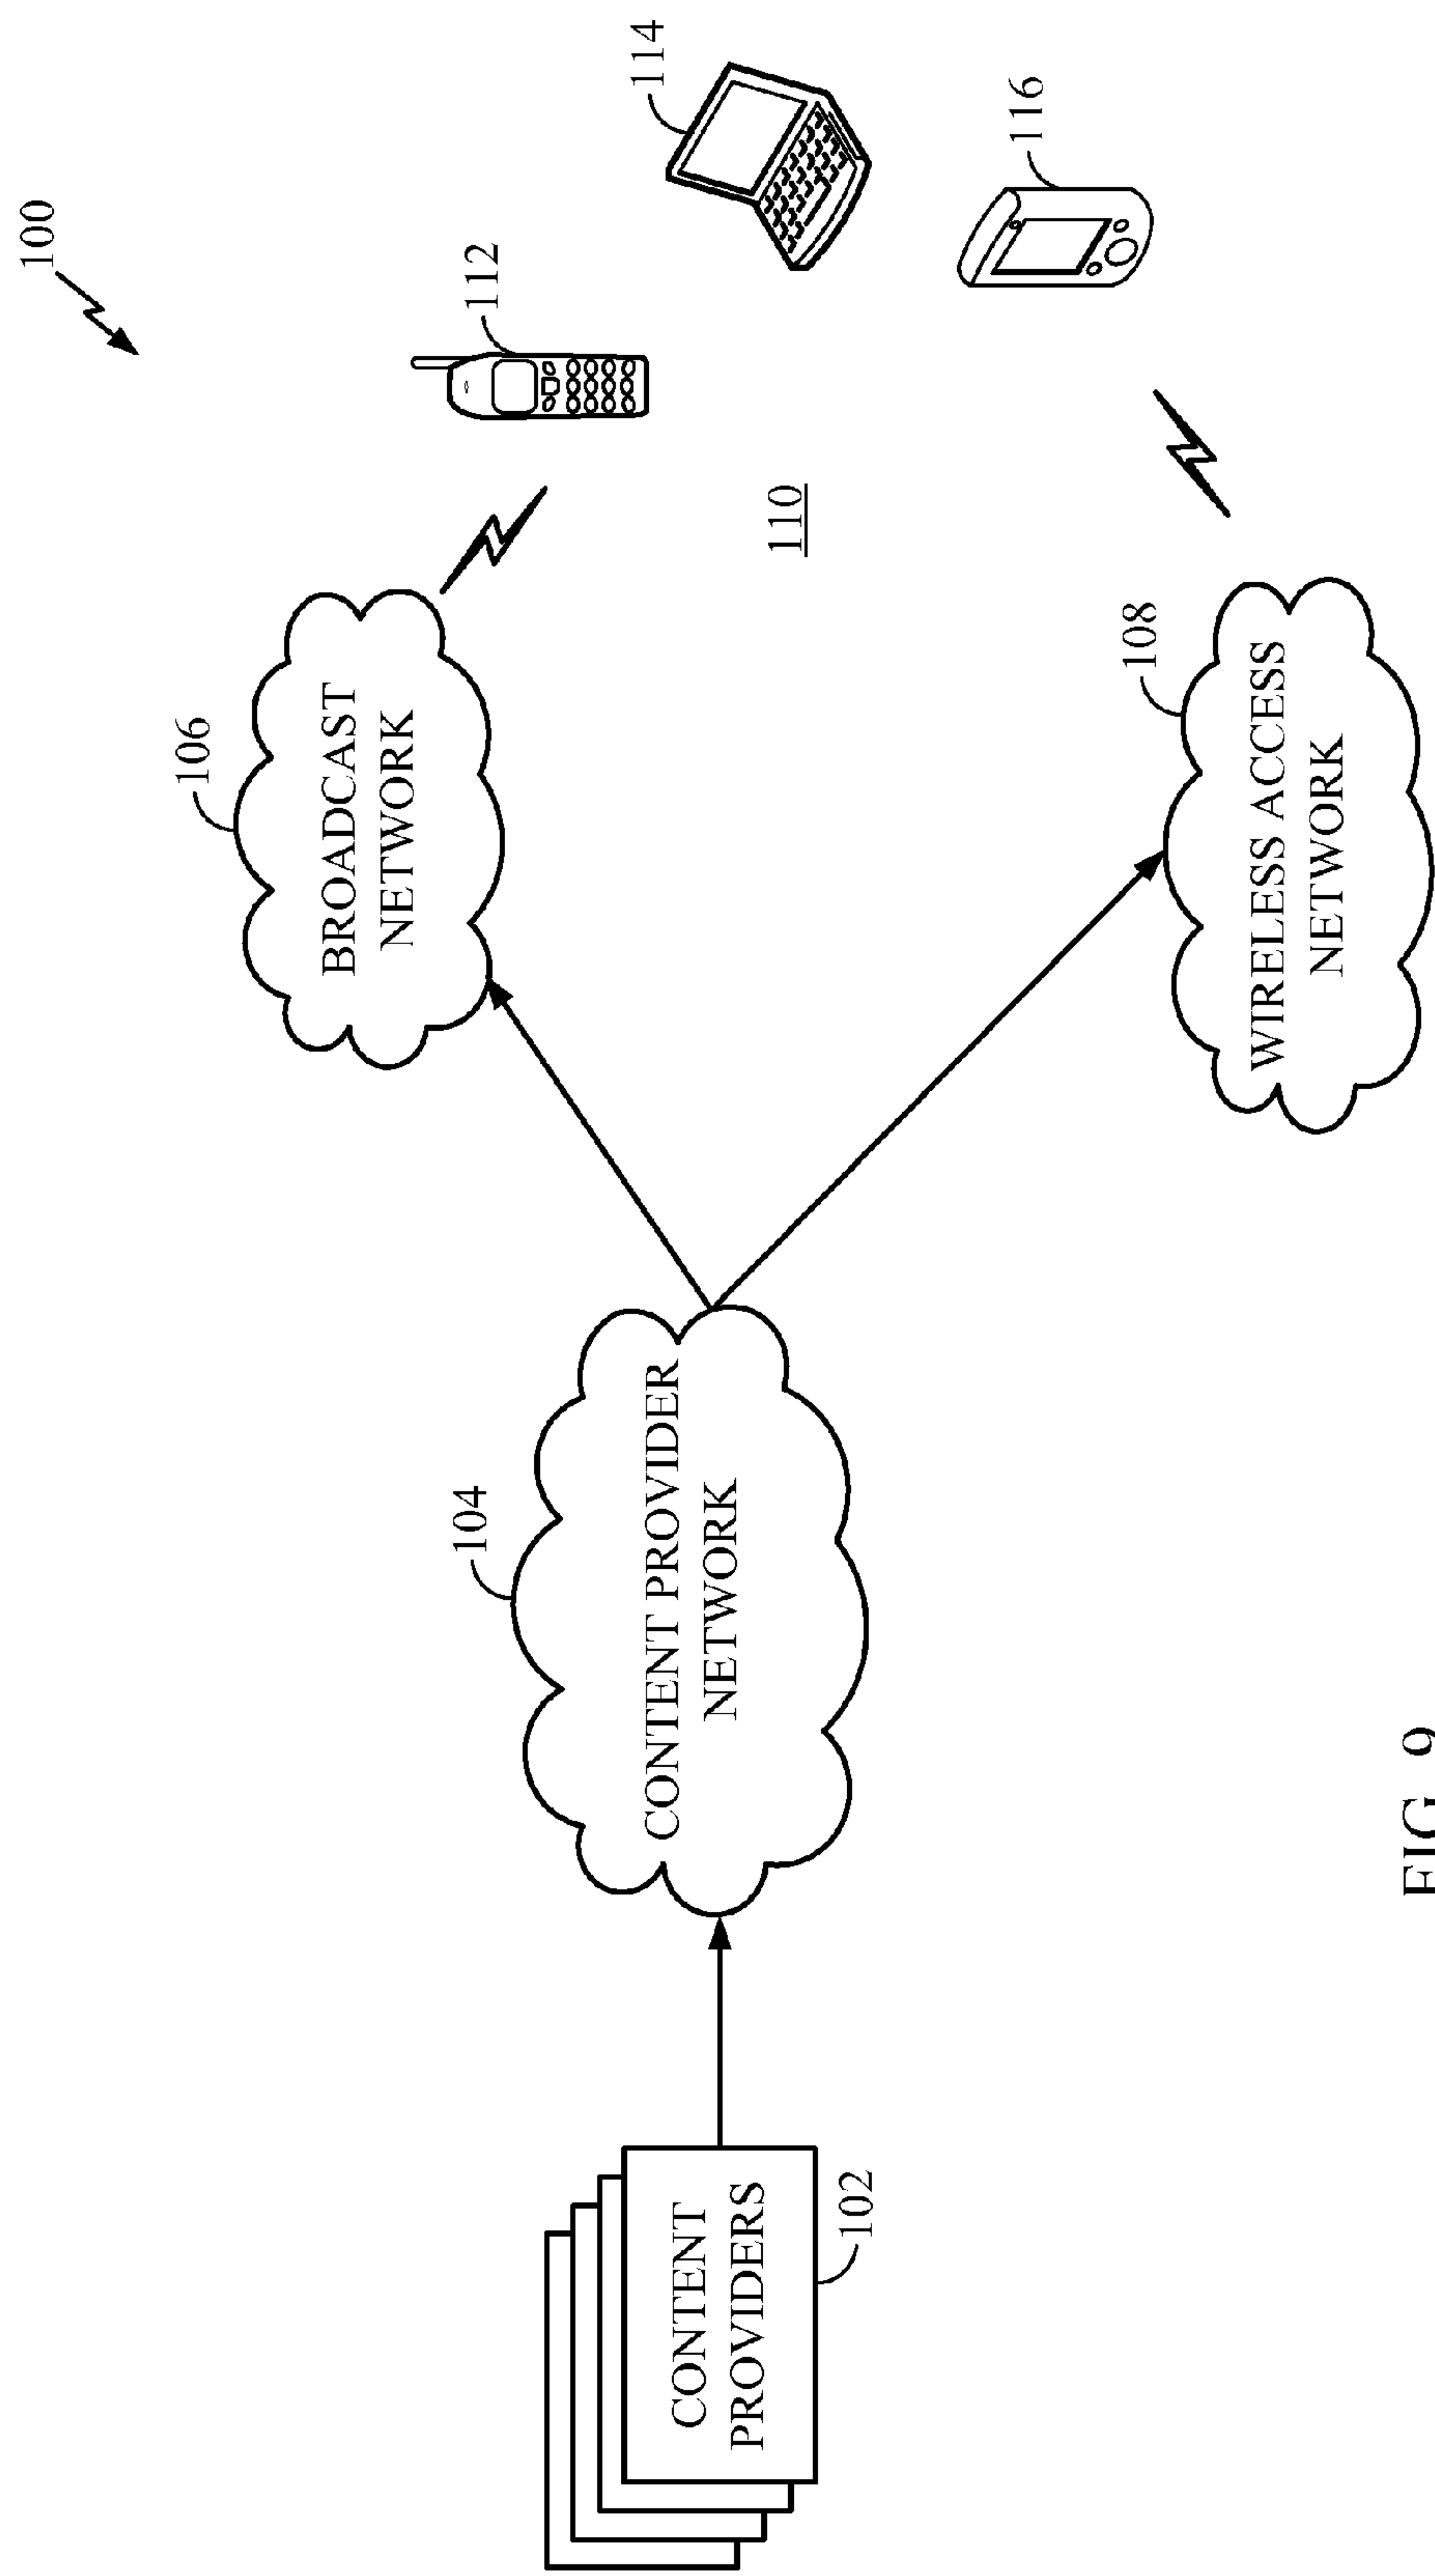 100
106
BROADCAST
NETWORK
112
114
104
CONTENT PROVIDER
NETWORK
110
CONTENT
PROVIDERS
102
116
108
WIRELESS ACCESS
NETWORK
FIG. 9